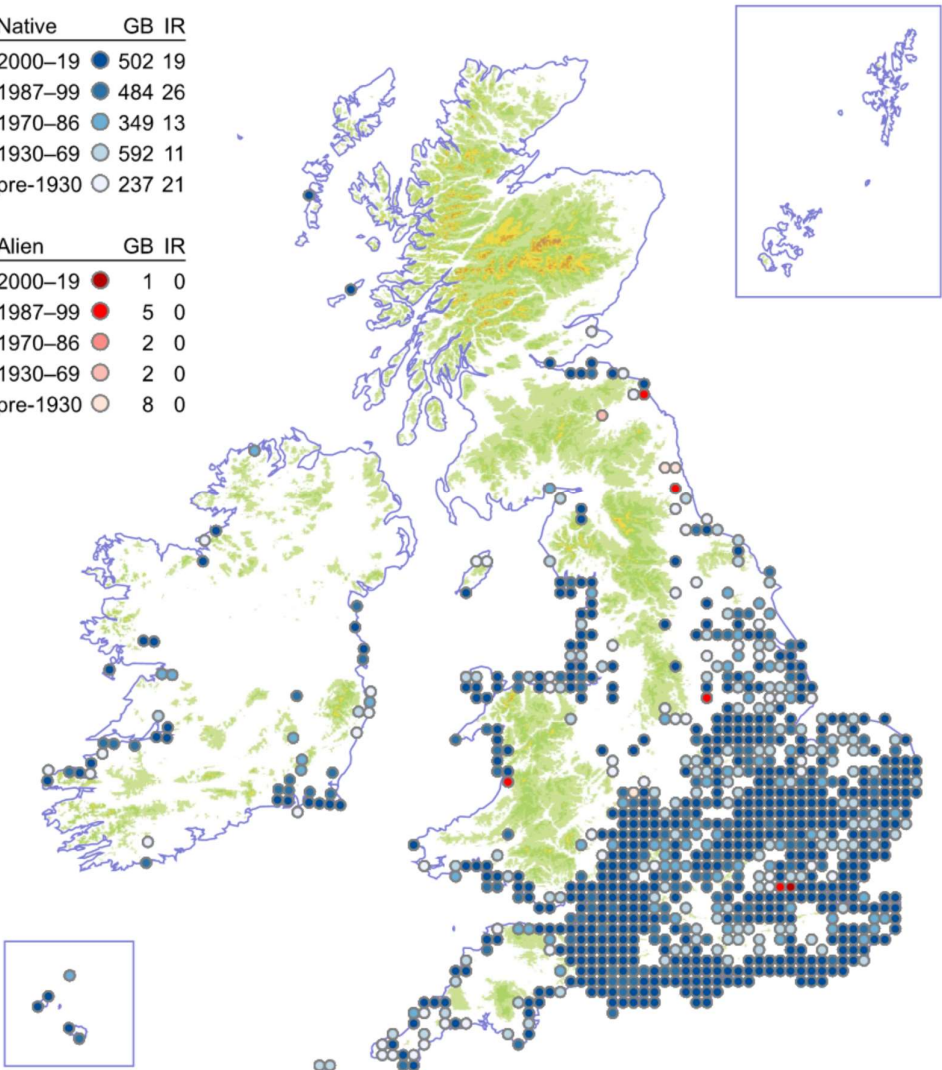 Native GB IR
2000–19 502 19
1987–99 484 26
1970–86 349 13
1930–69 592 11
pre-1930 237 21
Alien GB IR
2000–19 1 0
1987–99 5 0
1970–86 2 0
1930–69 2 0
pre-1930 8 0